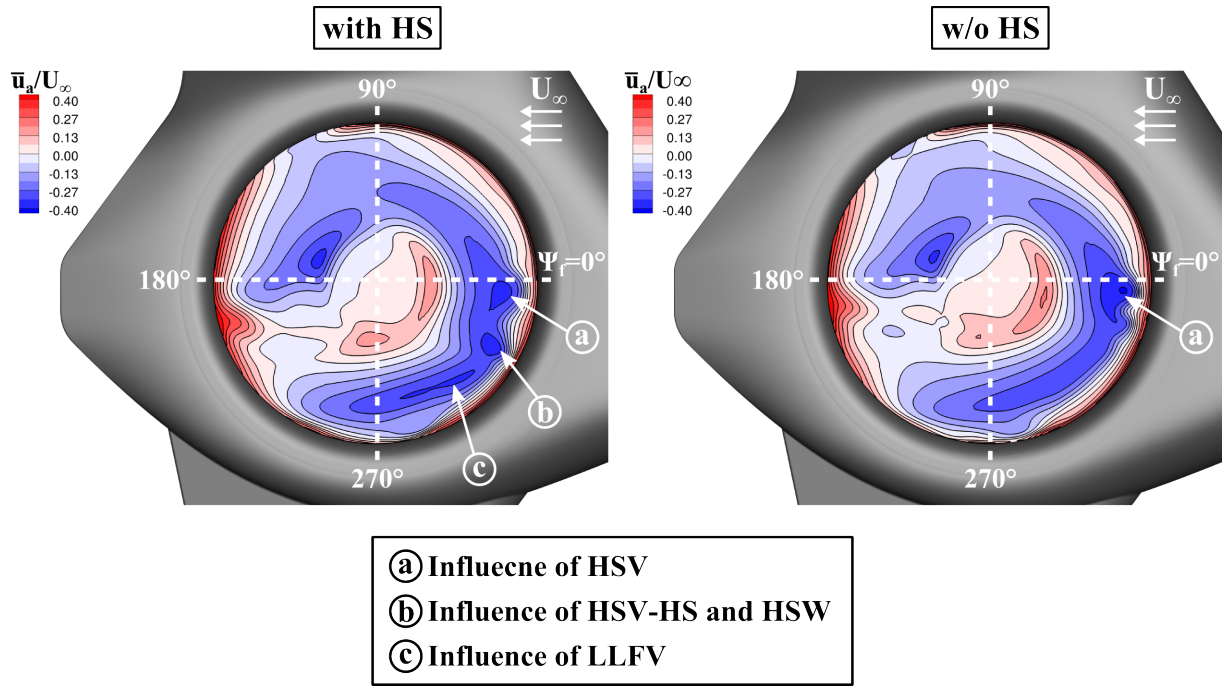 with HS
w/o HS
u̅ₐ/U∞
0.40
0.27
0.13
0.00
-0.13
-0.27
-0.40
90°
U∞
180°
Ψf=0°
270°
a
b
c
u̅ₐ/U∞
0.40
0.27
0.13
0.00
-0.13
-0.27
-0.40
90°
U∞
180°
Ψf=0°
270°
a
a Influecne of HSV
b Influence of HSV-HS and HSW
c Influence of LLFV